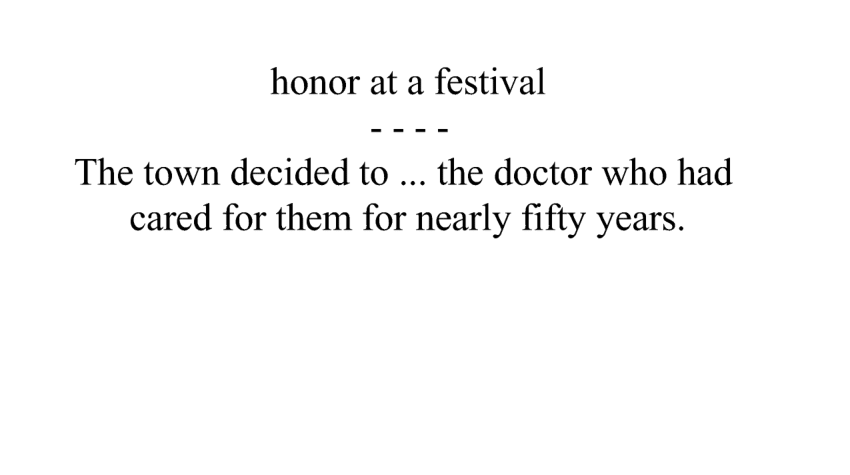 honor at a festival
- - - -
The town decided to ... the doctor who had
cared for them for nearly fifty years.